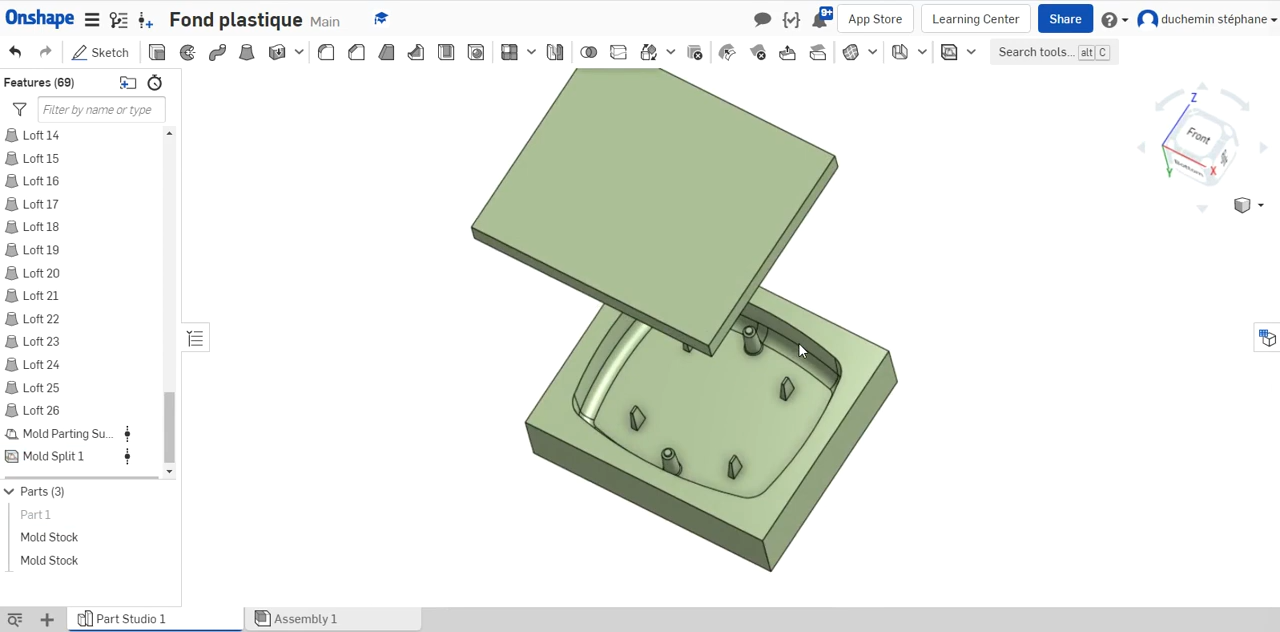 Onshape Fond plastique Main 9+ App Store Learning Center Share duchemin stéphane
Sketch Search tools... alt C
Features (69)
Filter by name or type
Loft 14
Loft 15
Loft 16
Loft 17
Loft 18
Loft 19
Loft 20
Loft 21
Loft 22
Loft 23
Loft 24
Loft 25
Loft 26
Mold Parting Su...
Mold Split 1
Parts (3)
Part 1
Mold Stock
Mold Stock
Z
Front
X
Y
Part Studio 1 Assembly 1